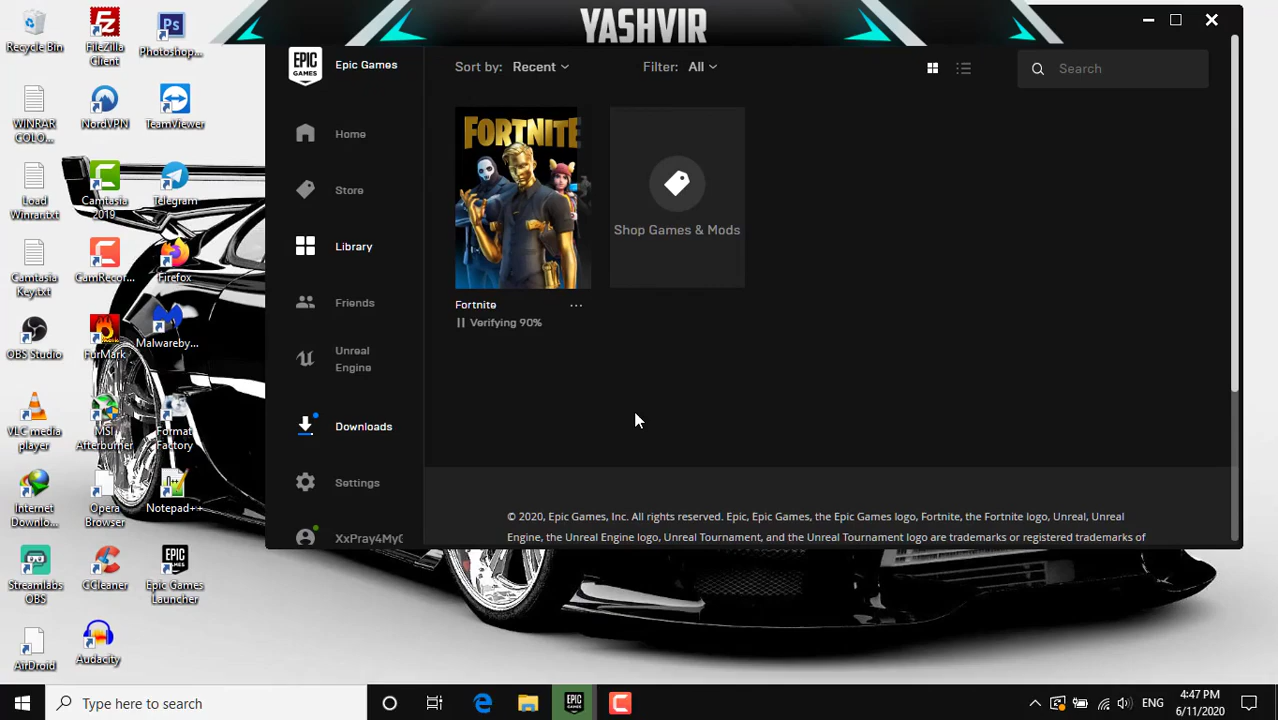 YASHVIR
Recycle Bin
FileZilla
Client
Photoshop...
WINRAR
COLO...
NordVPN
TeamViewer
Load
Winrar.txt
Camtasia
2019
Telegram
Camtasia
Key.txt
CamRecor...
Firefox
OBS Studio
FurMark
Malwareby...
VLC media
player
MSI
Afterburner
Format
Factory
Internet
Downlo...
Opera
Browser
Notepad++
Streamlabs
OBS
CCleaner
Epic Games
Launcher
AirDroid
Audacity
EPIC
GAMES
Epic Games
Home
Store
Library
Friends
Unreal
Engine
Downloads
Settings
XxPray4My
Sort by: Recent
Filter: All
Search
FORTNITE
Fortnite
...
Verifying 90%
Shop Games & Mods
© 2020, Epic Games, Inc. All rights reserved. Epic, Epic Games, the Epic Games logo, Fortnite, the Fortnite logo, Unreal, Unreal
Engine, the Unreal Engine logo, Unreal Tournament, and the Unreal Tournament logo are trademarks or registered trademarks of
Type here to search
ENG
4:47 PM
6/11/2020